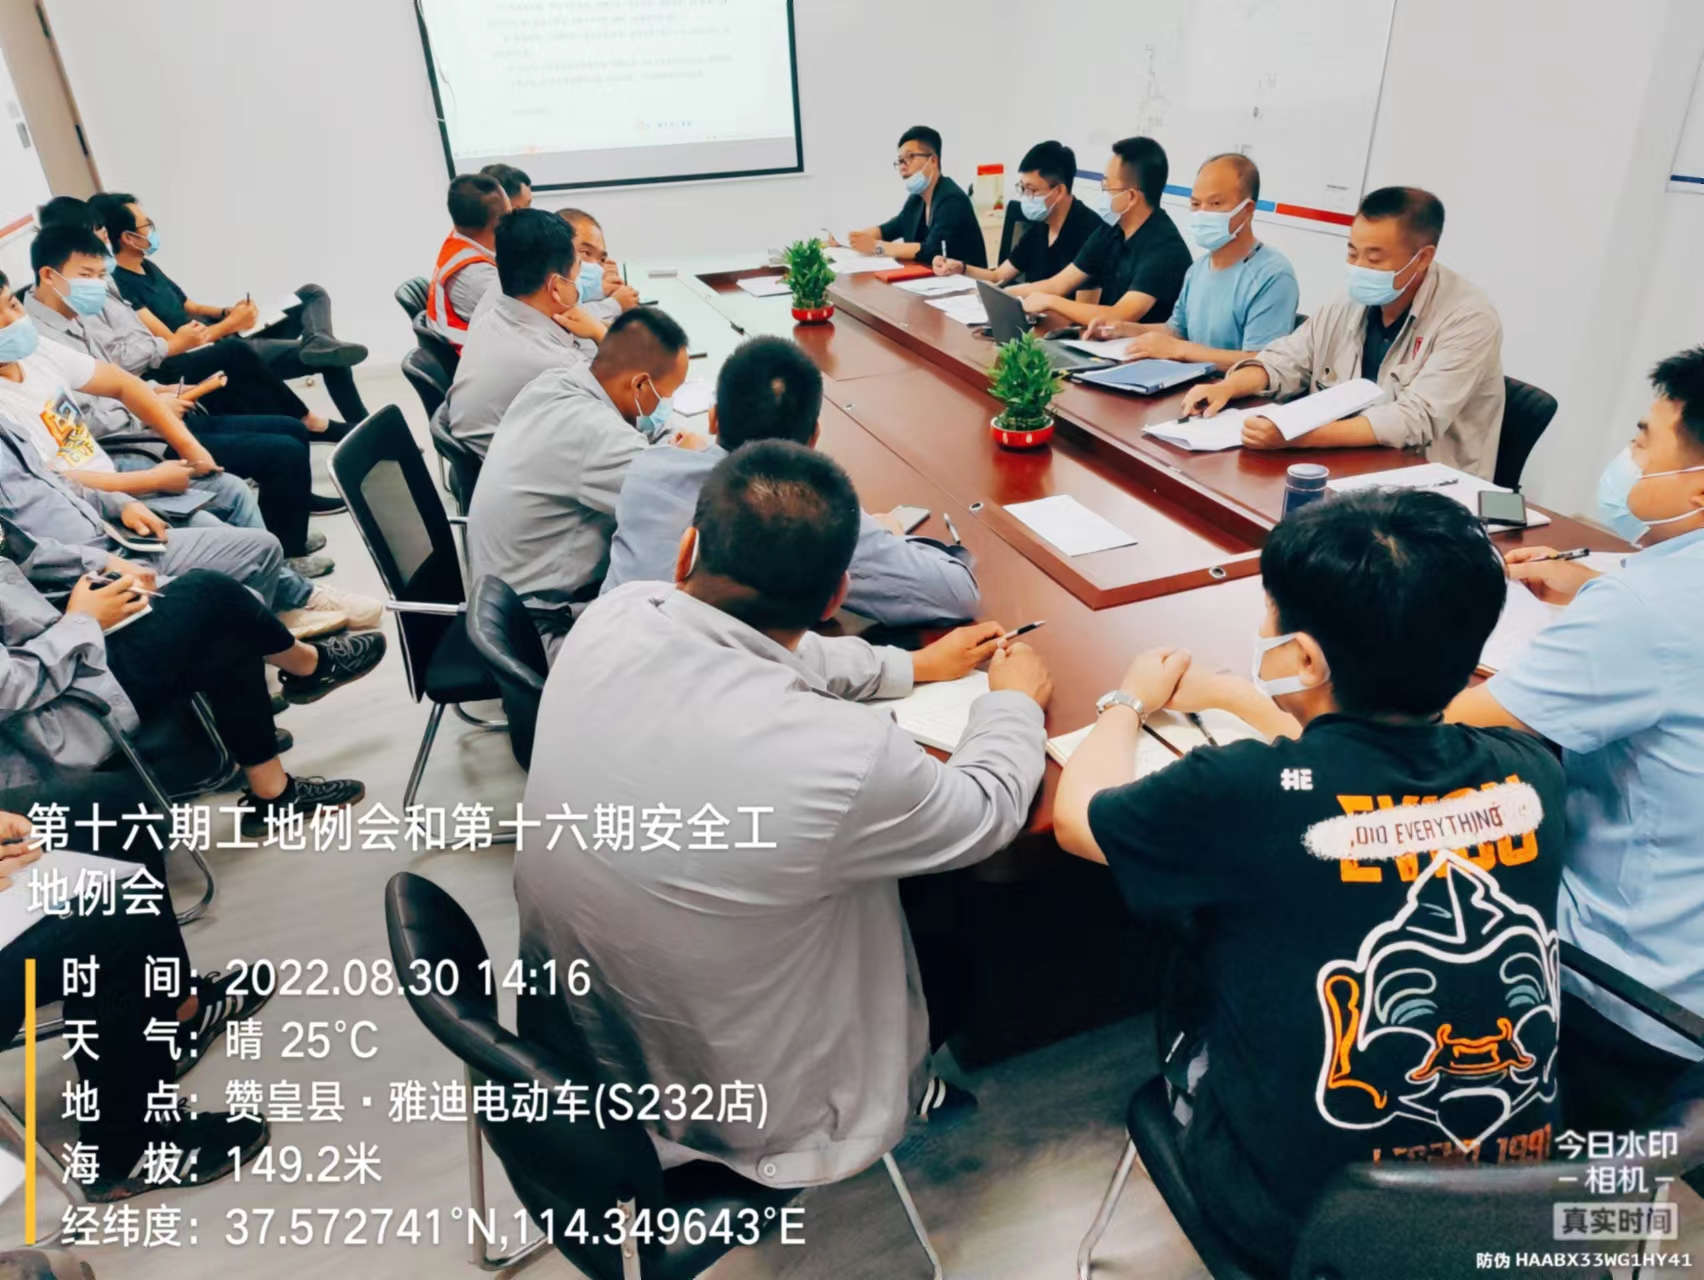 第十六期工地例会和第十六期安全工
地例会
时 间：2022.08.30 14:16
天 气：晴 25℃
地 点：赞皇县·雅迪电动车(S232店)
海 拔：149.2米
经纬度：37.572741°N,114.349643°E
DID EVERYTHING
今日水印
-相机-
真实时间
防伪 HAABX33WG1HY41